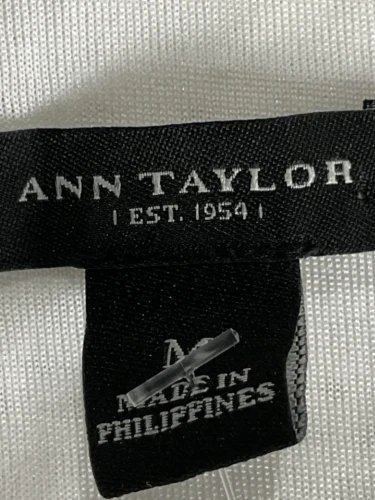 ANN TAYLOR
| EST. 1954 |
M
MADE IN
PHILIPPINES